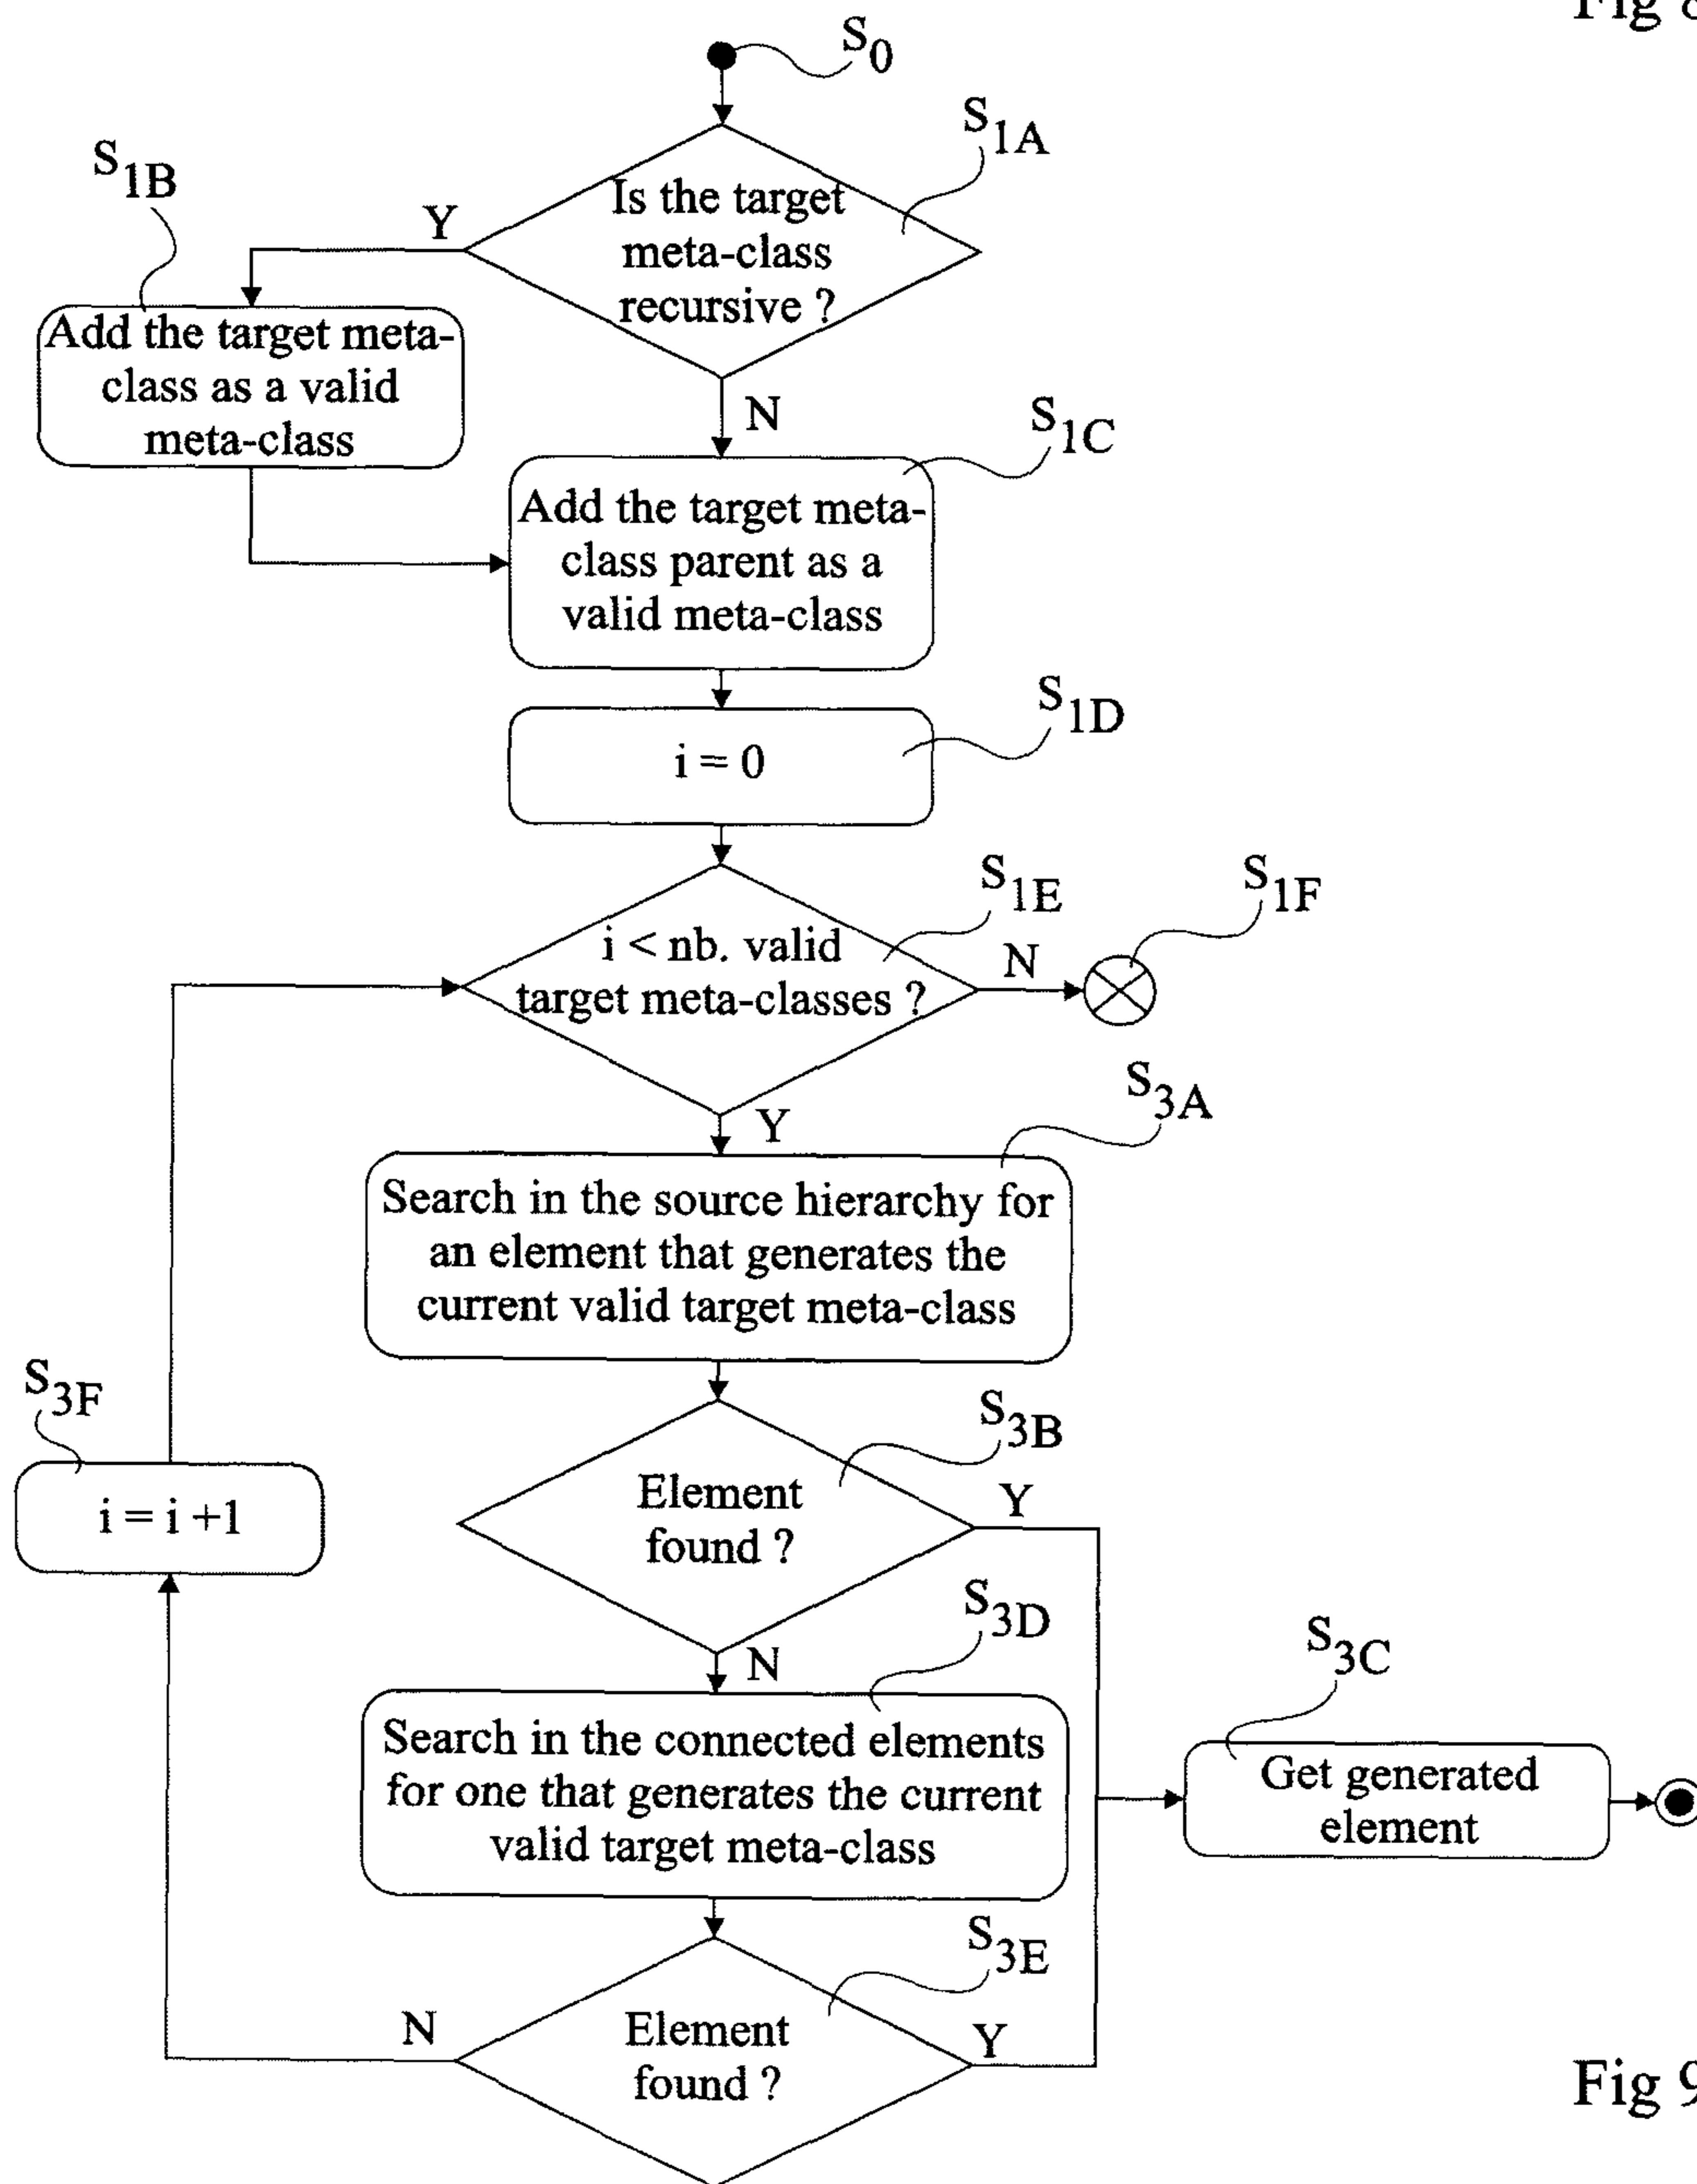 Fig 8
S0
S1A
S1B
Is the target
meta-class
recursive ?
Y
Add the target meta-
class as a valid
meta-class
N
S1C
Add the target meta-
class parent as a
valid meta-class
S1D
i = 0
S1E
S1F
i < nb. valid
target meta-classes ?
N
Y
S3A
Search in the source hierarchy for
an element that generates the
current valid target meta-class
S3F
i = i +1
S3B
Element
found ?
Y
N
S3D
S3C
Search in the connected elements
for one that generates the current
valid target meta-class
Get generated
element
S3E
Element
found ?
N
Y
Fig 9